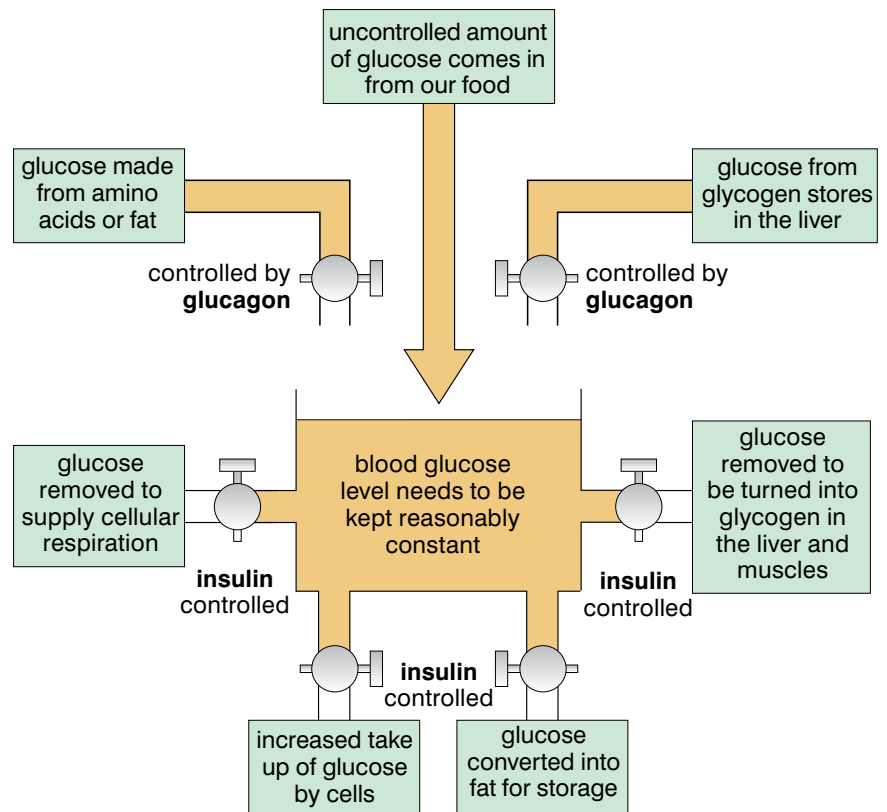 uncontrolled amount
of glucose comes in
from our food
glucose made
from amino
acids or fat
glucose from
glycogen stores
in the liver
controlled by
glucagon
controlled by
glucagon
glucose
removed to
supply cellular
respiration
blood glucose
level needs to be
kept reasonably
constant
glucose
removed to
be turned into
glycogen in
the liver and
muscles
insulin
controlled
insulin
controlled
insulin
controlled
increased take
up of glucose
by cells
glucose
converted into
fat for storage